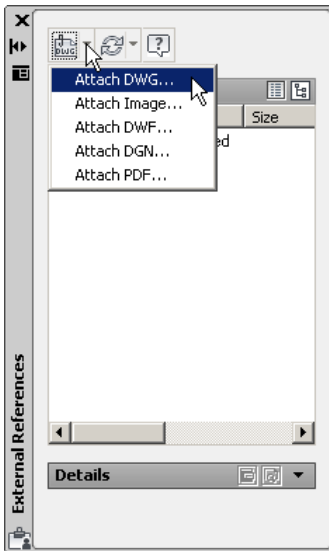 DWG
?
Attach DWG...
Attach Image...
Attach DWF...
Attach DGN...
Attach PDF...
Size
ed
Details
External References